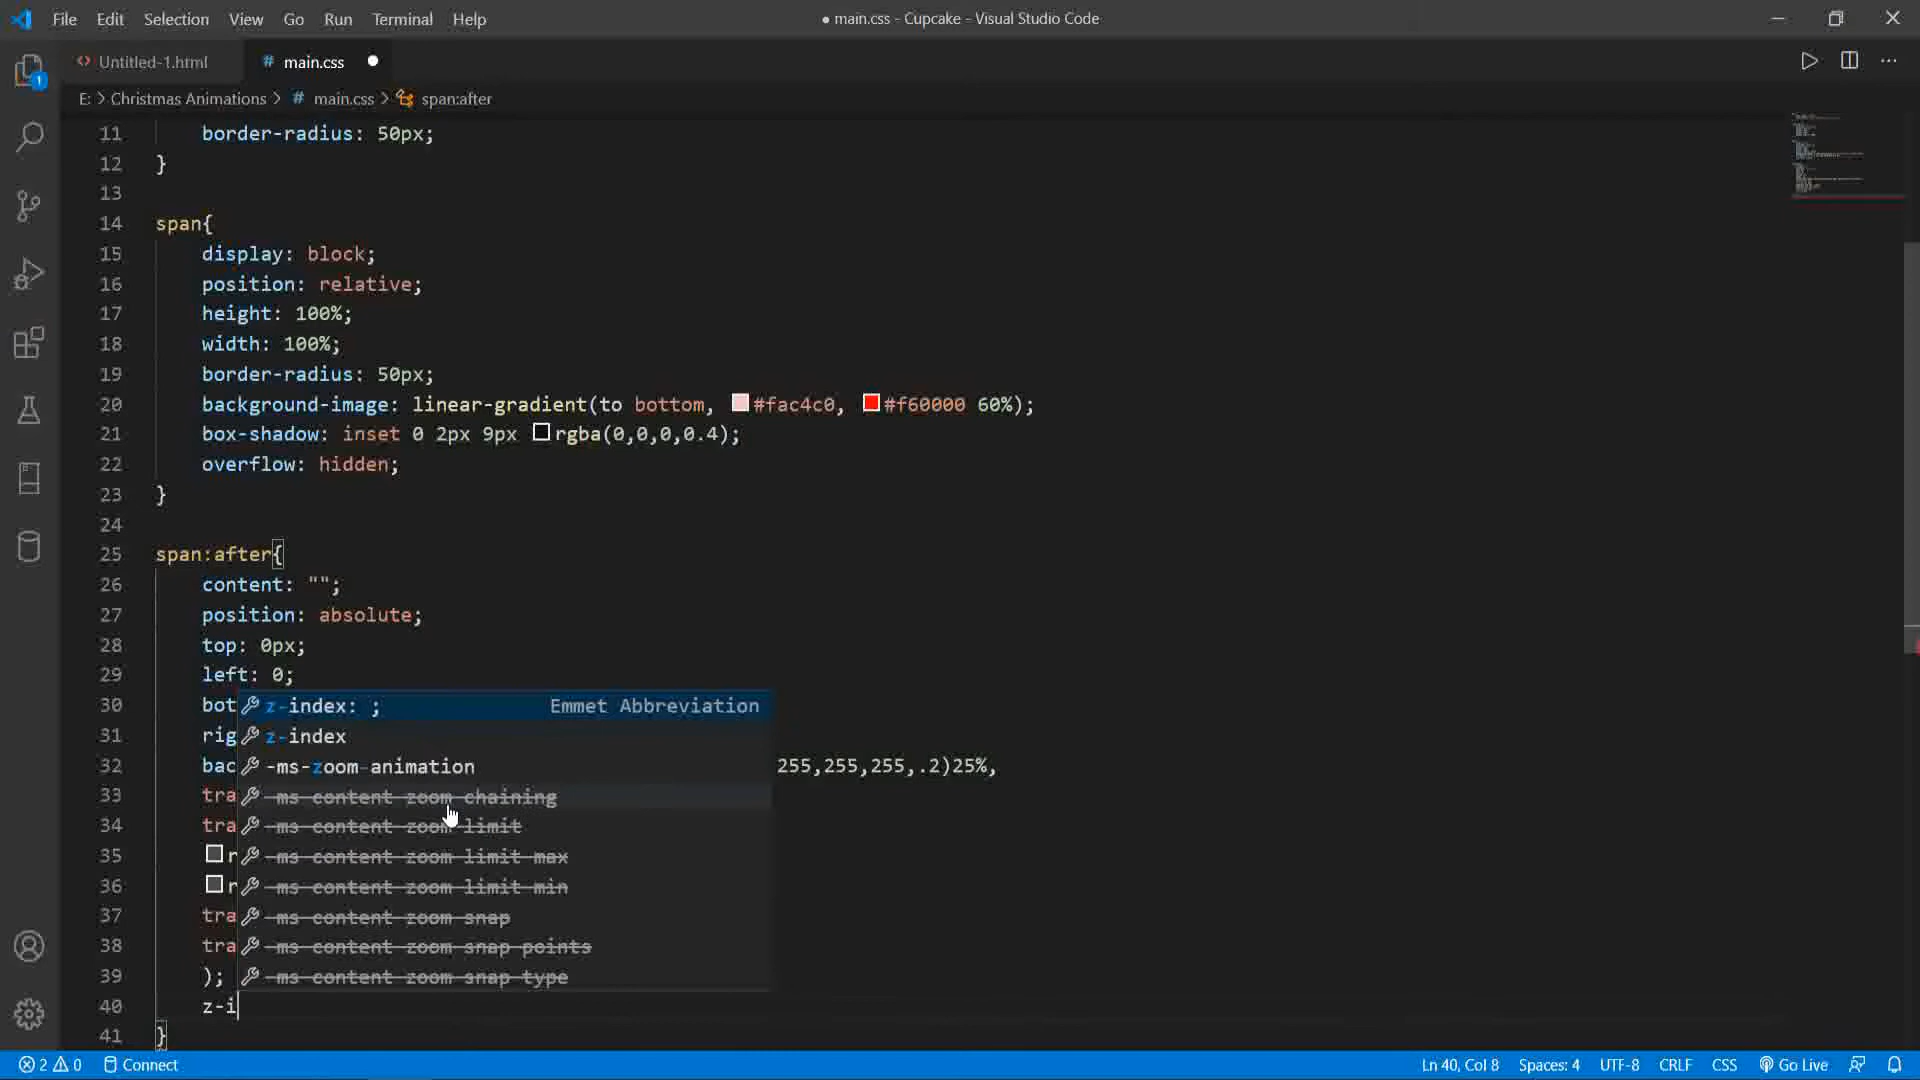 File Edit Selection View Go Run Terminal Help
● main.css - Cupcake - Visual Studio Code
<> Untitled-1.html
# main.css ●
E: > Christmas Animations > # main.css > span:after
1
11 border-radius: 50px;
12 }
13
14 span{
15 display: block;
16 position: relative;
17 height: 100%;
18 width: 100%;
19 border-radius: 50px;
20 background-image: linear-gradient(to bottom, #fac4c0, #f60000 60%);
21 box-shadow: inset 0 2px 9px rgba(0,0,0,0.4);
22 overflow: hidden;
23 }
24
25 span:after{
26 content: "";
27 position: absolute;
28 top: 0px;
29 left: 0;
30 bot
z-index: ; Emmet Abbreviation
31 rig
z-index
32 bac
-ms-zoom-animation
255,255,255,.2)25%,
33 tra
-ms-content-zoom-chaining
34 tra
-ms-content-zoom-limit
35 r
-ms-content-zoom-limit-max
36 r
-ms-content-zoom-limit-min
37 tra
-ms-content-zoom-snap
38 tra
-ms-content-zoom-snap-points
39 );
-ms-content-zoom-snap-type
40 z-i
41 }
2 0 Connect
Ln 40, Col 8 Spaces: 4 UTF-8 CRLF CSS Go Live